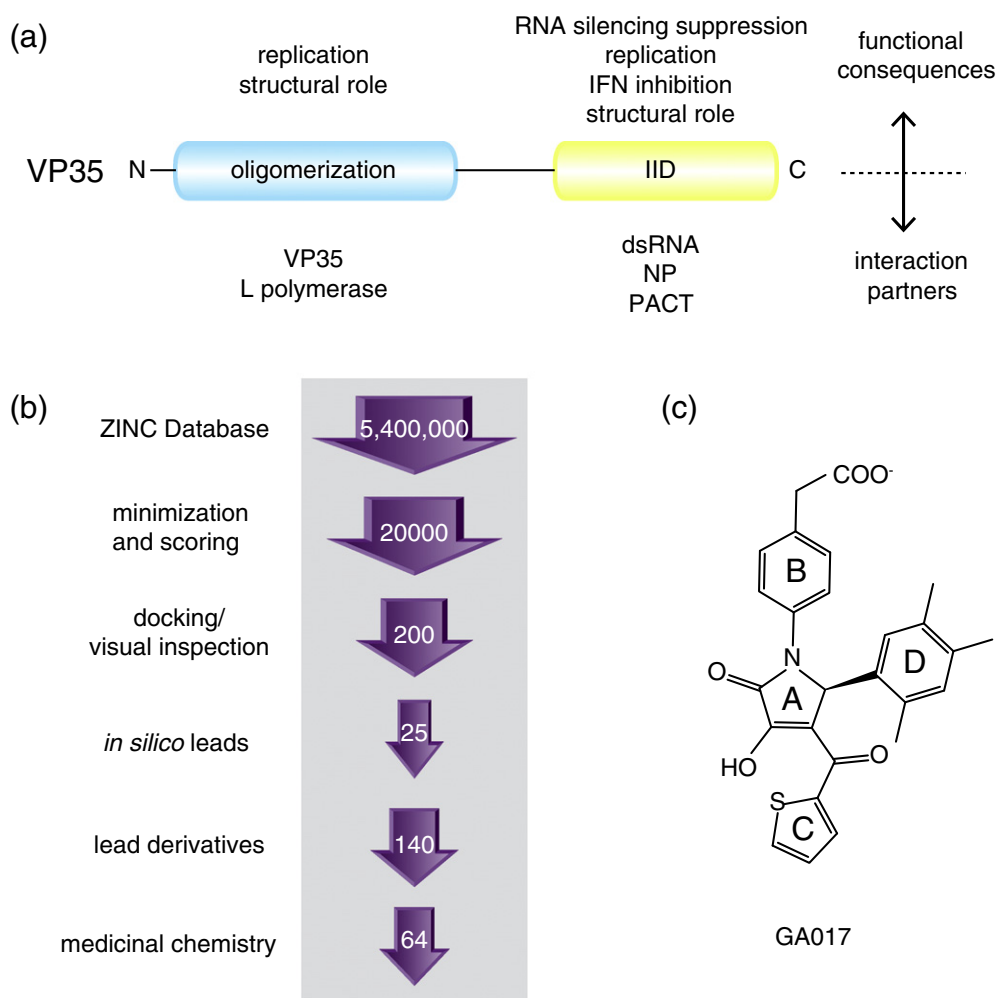 (a)
replication
structural role
RNA silencing suppression
replication
IFN inhibition
structural role
functional
consequences
VP35
N
oligomerization
IID
C
VP35
L polymerase
dsRNA
NP
PACT
interaction
partners
(b)
ZINC Database
5,400,000
minimization
and scoring
20000
docking/
visual inspection
200
in silico leads
25
lead derivatives
140
medicinal chemistry
64
(c)
COO-
B
N
O
A
D
HO
O
S
C
GA017